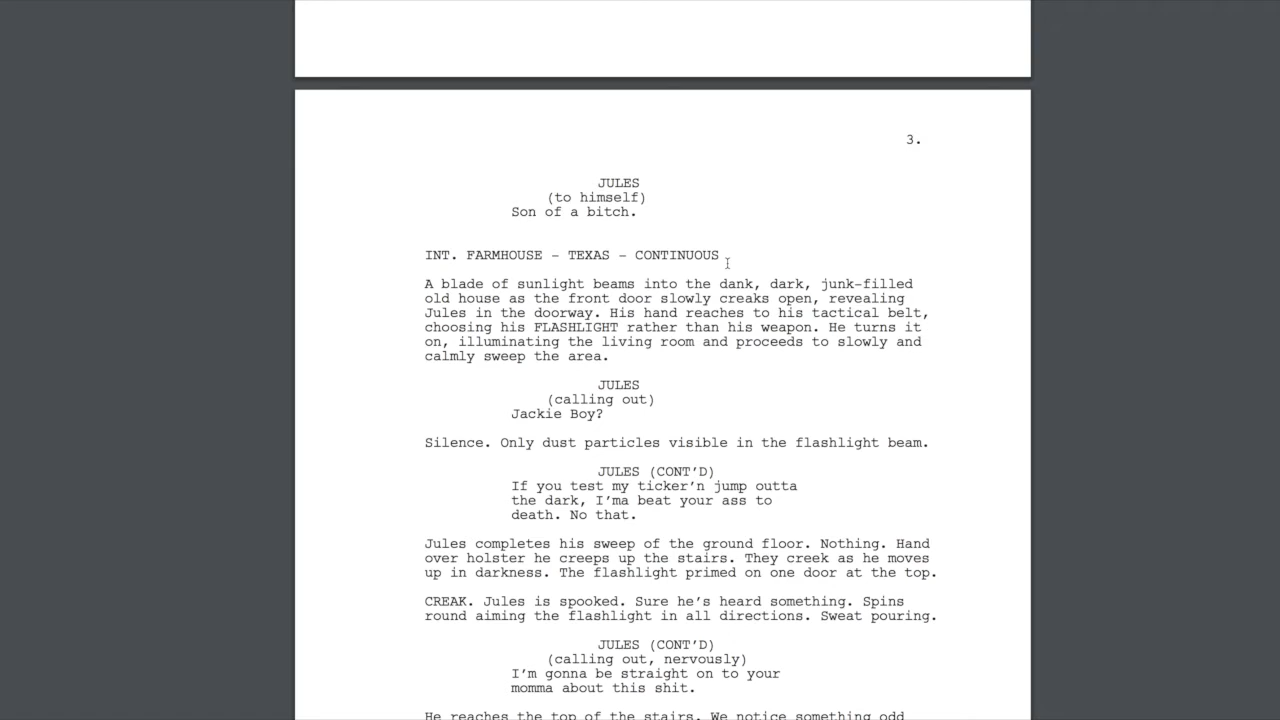 3.
JULES
(to himself)
Son of a bitch.
INT. FARMHOUSE – TEXAS – CONTINUOUS
A blade of sunlight beams into the dank, dark, junk-filled
old house as the front door slowly creaks open, revealing
Jules in the doorway. His hand reaches to his tactical belt,
choosing his FLASHLIGHT rather than his weapon. He turns it
on, illuminating the living room and proceeds to slowly and
calmly sweep the area.
JULES
(calling out)
Jackie Boy?
Silence. Only dust particles visible in the flashlight beam.
JULES (CONT'D)
If you test my ticker'n jump outta
the dark, I'ma beat your ass to
death. No that.
Jules completes his sweep of the ground floor. Nothing. Hand
over holster he creeps up the stairs. They creek as he moves
up in darkness. The flashlight primed on one door at the top.
CREAK. Jules is spooked. Sure he's heard something. Spins
round aiming the flashlight in all directions. Sweat pouring.
JULES (CONT'D)
(calling out, nervously)
I'm gonna be straight on to your
momma about this shit.
He reaches the top of the stairs. We notice something odd